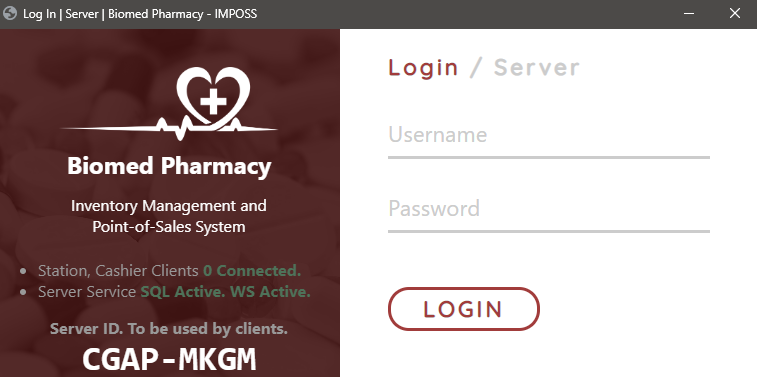 Log In | Server | Biomed Pharmacy - IMPOSS
Biomed Pharmacy
Inventory Management and
Point-of-Sales System
• Station, Cashier Clients 0 Connected.
• Server Service SQL Active. WS Active.
Server ID. To be used by clients.
CGAP-MKGM
Login / Server
Username
Password
LOGIN